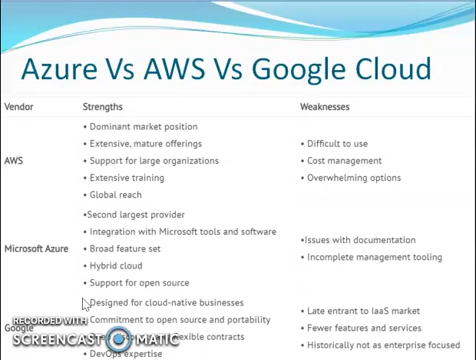 Azure Vs AWS Vs Google Cloud
Vendor Strengths Weaknesses
AWS
• Dominant market position
• Extensive, mature offerings
• Support for large organizations
• Extensive training
• Global reach
• Difficult to use
• Cost management
• Overwhelming options
Microsoft Azure
•Second largest provider
• Integration with Microsoft tools and software
• Broad feature set
• Hybrid cloud
• Support for open source
•Issues with documentation
• Incomplete management tooling
Google
Designed for cloud-native businesses
Commitment to open source and portability
flexible contracts
• DevOps expertise
• Late entrant to IaaS market
• Fewer features and services
• Historically not as enterprise focused
RECORDED WITH
SCREENCAST MATIC